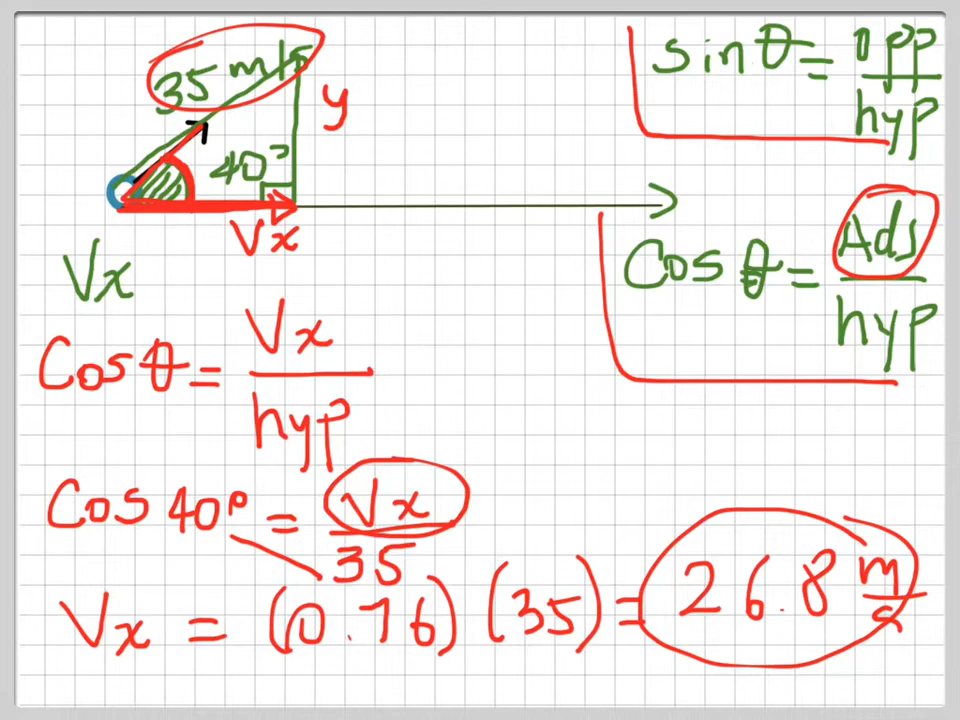 35 m/s
y
40°
Vx
sin θ = opp / hyp
Vx
Cos θ = Adj / hyp
Cos θ = Vx / hyp
Cos 40° = Vx / 35
Vx = (0.76) (35) = 26.8 m/s